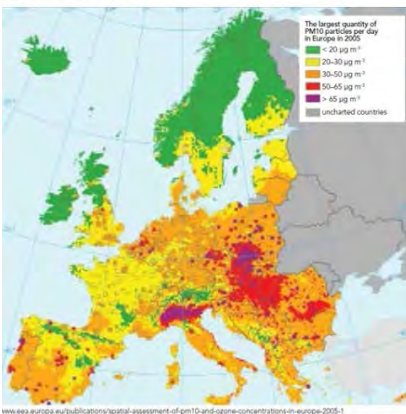 The largest quantity of
PM10 particles per day
in Europe in 2005
< 20 µg m⁻³
20–30 µg m⁻³
30–50 µg m⁻³
50–65 µg m⁻³
> 65 µg m⁻³
uncharted countries
www.eea.europa.eu/publications/spatial-assessment-of-pm10-and-ozone-concentrations-in-europe-2005-1